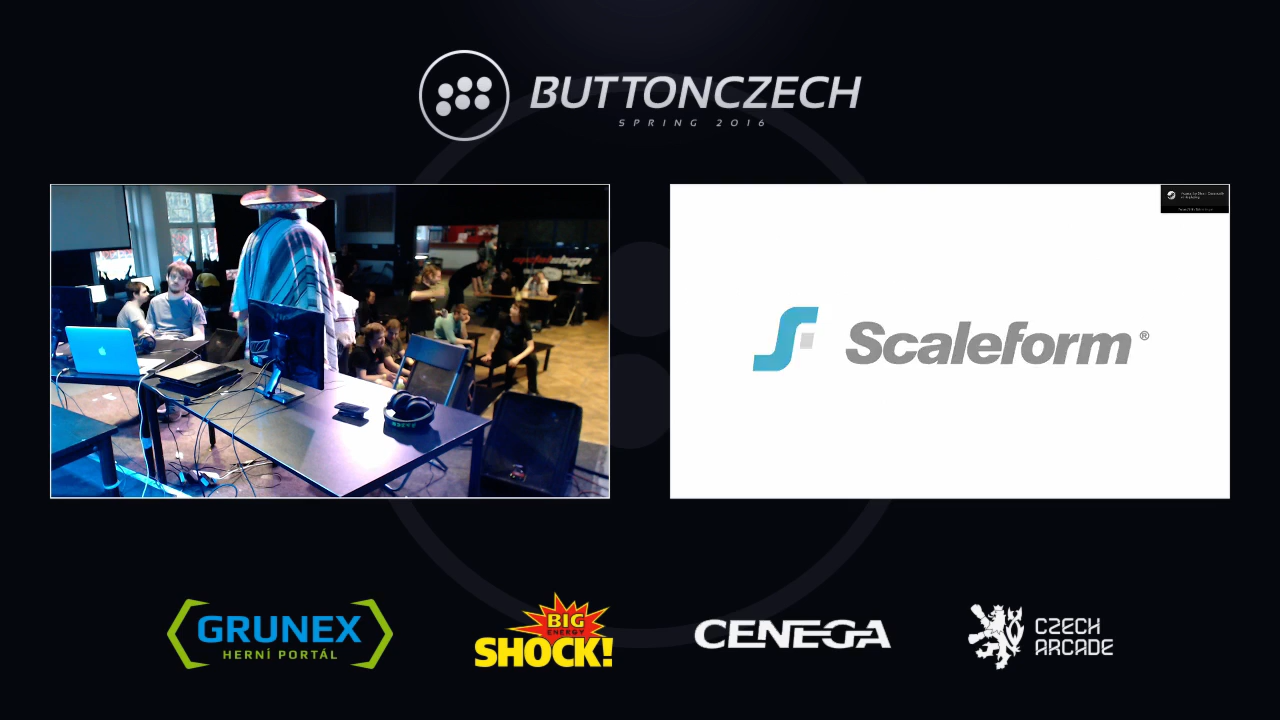 BUTTONCZECH
SPRING 2016
Scaleform®
GRUNEX
HERNÍ PORTÁL
BIG
ENERGY
SHOCK!
CENEGA
CZECH
ARCADE